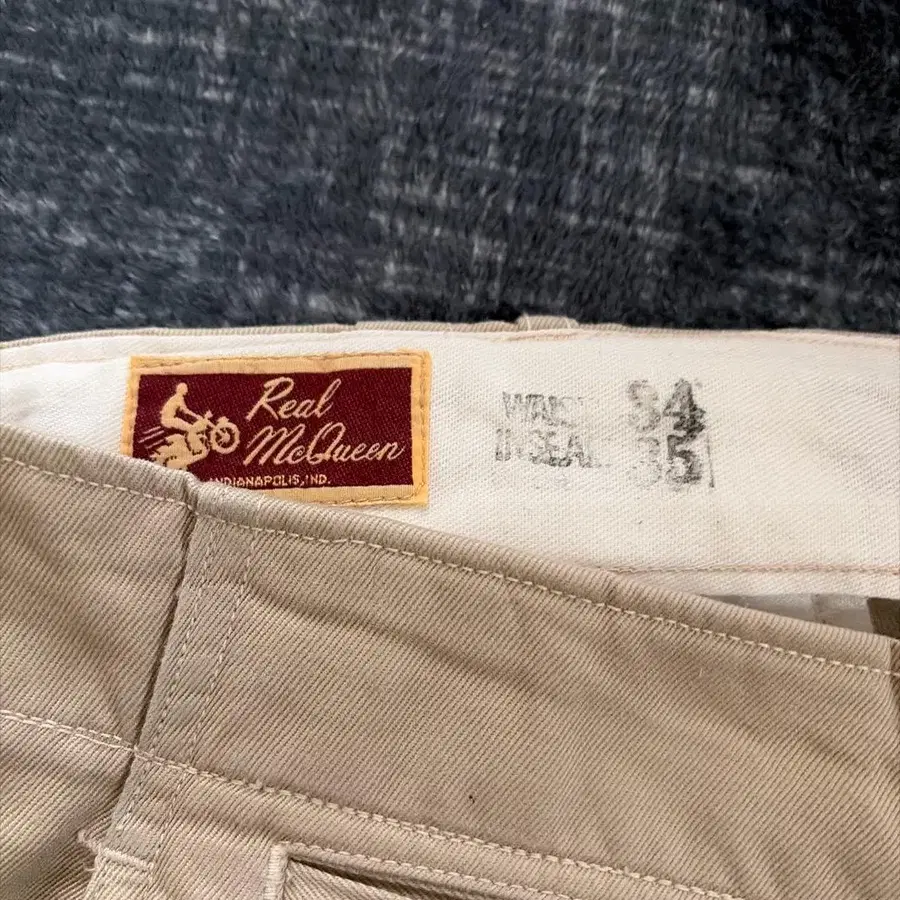 Real
McQueen
INDIANAPOLIS, IND.
WAIST 34
INSEAM 35